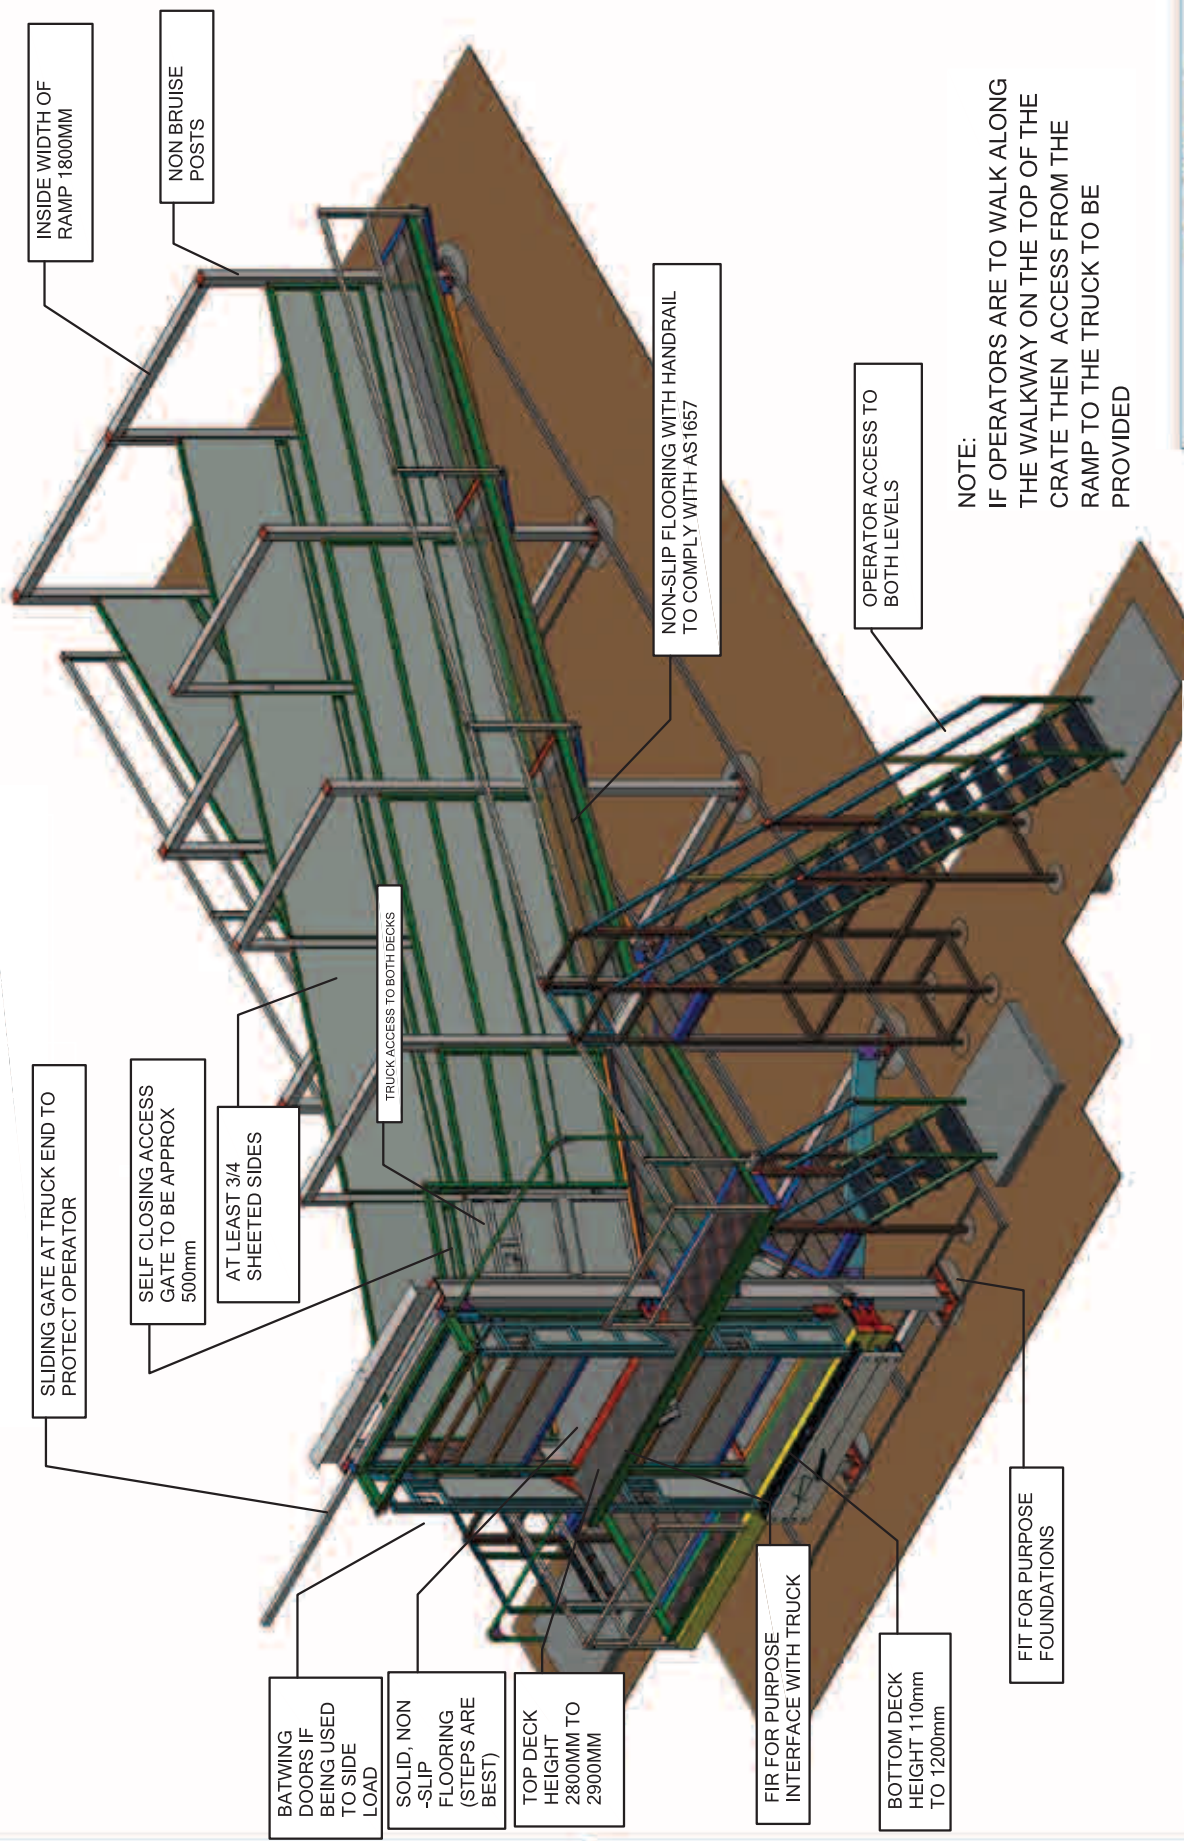 BATWING
DOORS IF
BEING USED
TO SIDE
LOAD
SOLID, NON
-SLIP
FLOORING
(STEPS ARE
BEST)
TOP DECK
HEIGHT
2800MM TO
2900MM
FIR FOR PURPOSE
INTERFACE WITH TRUCK
BOTTOM DECK
HEIGHT 110mm
TO 1200mm
FIT FOR PURPOSE
FOUNDATIONS
SLIDING GATE AT TRUCK END TO
PROTECT OPERATOR
SELF CLOSING ACCESS
GATE TO BE APPROX
500mm
AT LEAST 3/4
SHEETED SIDES
TRUCK ACCESS TO BOTH DECKS
INSIDE WIDTH OF
RAMP 1800MM
NON BRUISE
POSTS
NON-SLIP FLOORING WITH HANDRAIL
TO COMPLY WITH AS1657
OPERATOR ACCESS TO
BOTH LEVELS
NOTE:
IF OPERATORS ARE TO WALK ALONG
THE WALKWAY ON THE TOP OF THE
CRATE THEN ACCESS FROM THE
RAMP TO THE TRUCK TO BE
PROVIDED